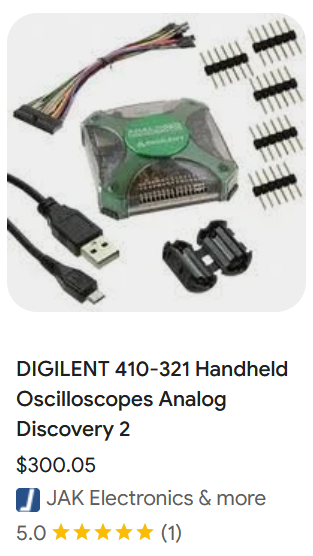 DIGILENT 410-321 Handheld
Oscilloscopes Analog
Discovery 2
$300.05
JAK Electronics & more
5.0 ★★★★★ (1)